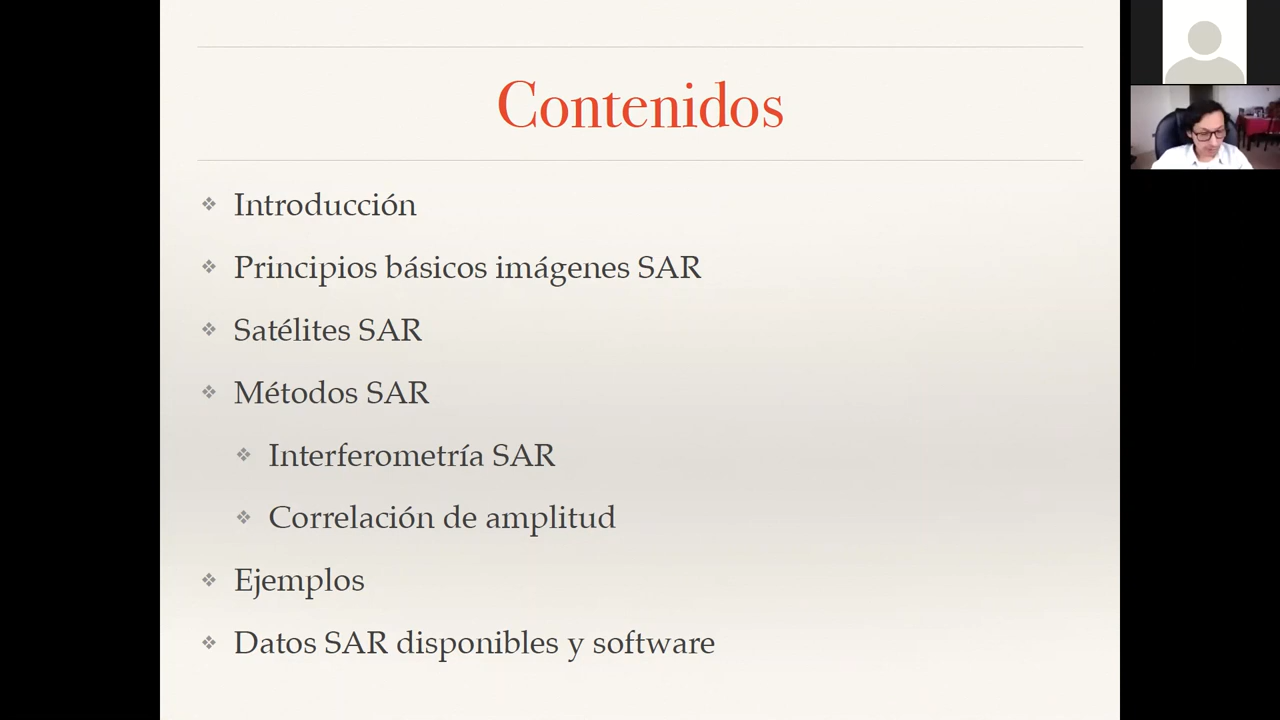 Contenidos
Introducción
Principios básicos imágenes SAR
Satélites SAR
Métodos SAR
Interferometría SAR
Correlación de amplitud
Ejemplos
Datos SAR disponibles y software